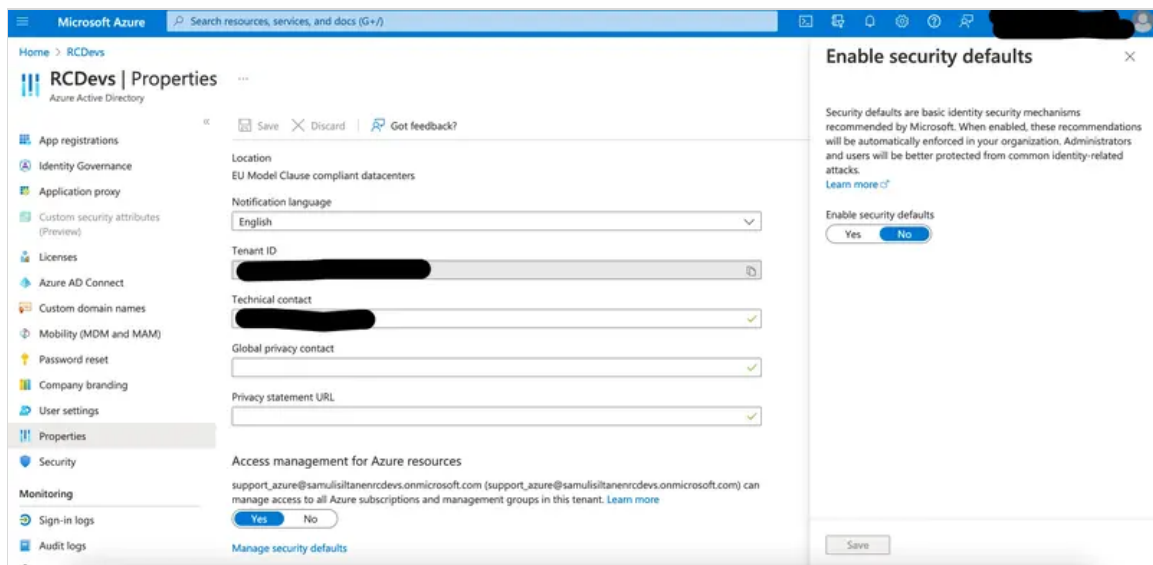 Microsoft Azure
Search resources, services, and docs (G+/)
Home > RCDevs
RCDevs | Properties ...
Azure Active Directory
«
App registrations
Identity Governance
Application proxy
Custom security attributes
(Preview)
Licenses
Azure AD Connect
Custom domain names
Mobility (MDM and MAM)
Password reset
Company branding
User settings
Properties
Security
Monitoring
Sign-in logs
Audit logs
Save Discard | Got feedback?
Location
EU Model Clause compliant datacenters
Notification language
English
Tenant ID
Technical contact
Global privacy contact
Privacy statement URL
Access management for Azure resources
support_azure@samulisiltanenrcdevs.onmicrosoft.com (support_azure@samulisiltanenrcdevs.onmicrosoft.com) can
manage access to all Azure subscriptions and management groups in this tenant. Learn more
Yes No
Manage security defaults
Enable security defaults
Security defaults are basic identity security mechanisms
recommended by Microsoft. When enabled, these recommendations
will be automatically enforced in your organization. Administrators
and users will be better protected from common identity-related
attacks.
Learn more
Enable security defaults
Yes No
Save